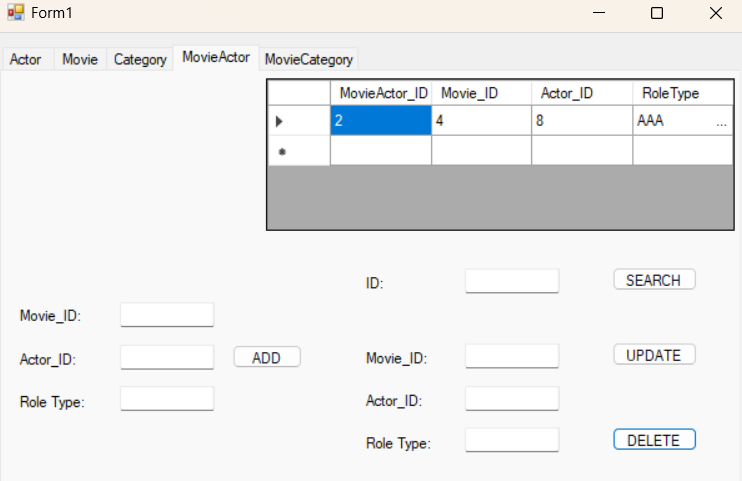 Form1
Actor Movie Category MovieActor MovieCategory
MovieActor_ID Movie_ID Actor_ID RoleType
2 4 8 AAA ...
*
ID: SEARCH
Movie_ID:
Actor_ID: ADD
Role Type:
Movie_ID: UPDATE
Actor_ID:
Role Type: DELETE